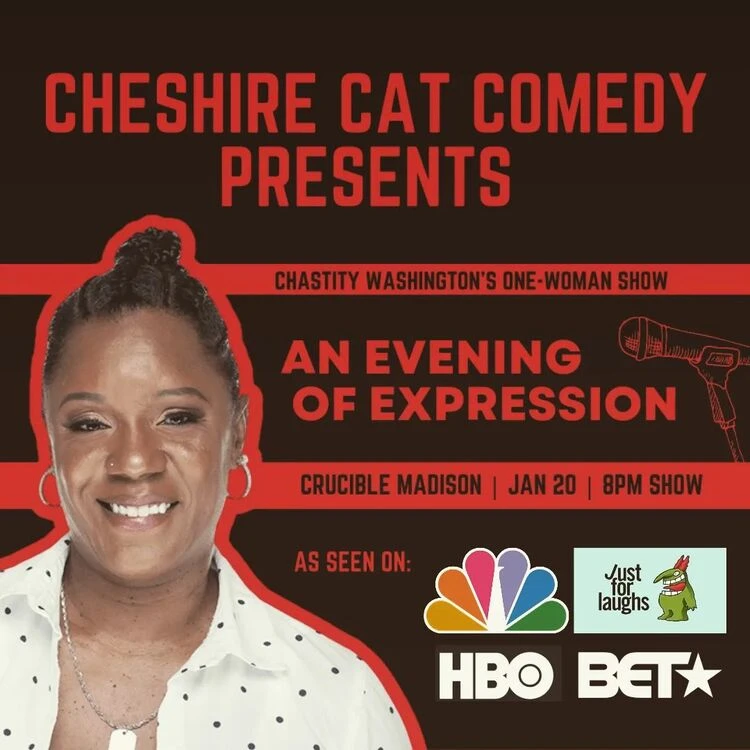 CHESHIRE CAT COMEDY
PRESENTS
CHASTITY WASHINGTON'S ONE-WOMAN SHOW
AN EVENING
OF EXPRESSION
CRUCIBLE MADISON | JAN 20 | 8PM SHOW
AS SEEN ON:
Just
for
laughs
HBO
BET